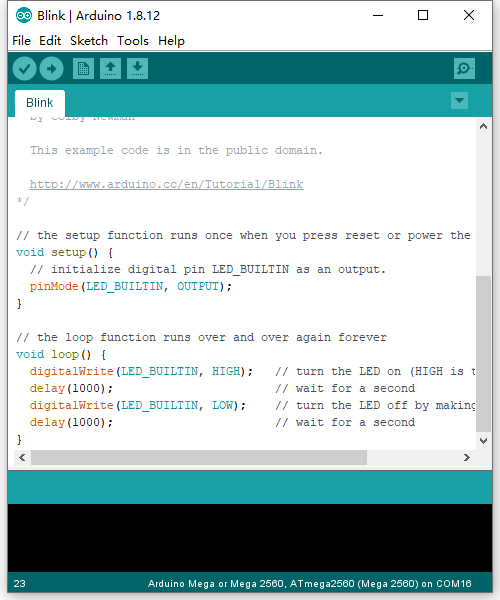 Blink | Arduino 1.8.12
File Edit Sketch Tools Help
Blink
by Colby Newman
This example code is in the public domain.
http://www.arduino.cc/en/Tutorial/Blink
*/
// the setup function runs once when you press reset or power the
void setup() {
// initialize digital pin LED_BUILTIN as an output.
pinMode(LED_BUILTIN, OUTPUT);
}
// the loop function runs over and over again forever
void loop() {
digitalWrite(LED_BUILTIN, HIGH); // turn the LED on (HIGH is t
delay(1000); // wait for a second
digitalWrite(LED_BUILTIN, LOW); // turn the LED off by making
delay(1000); // wait for a second
}
23 Arduino Mega or Mega 2560, ATmega2560 (Mega 2560) on COM16